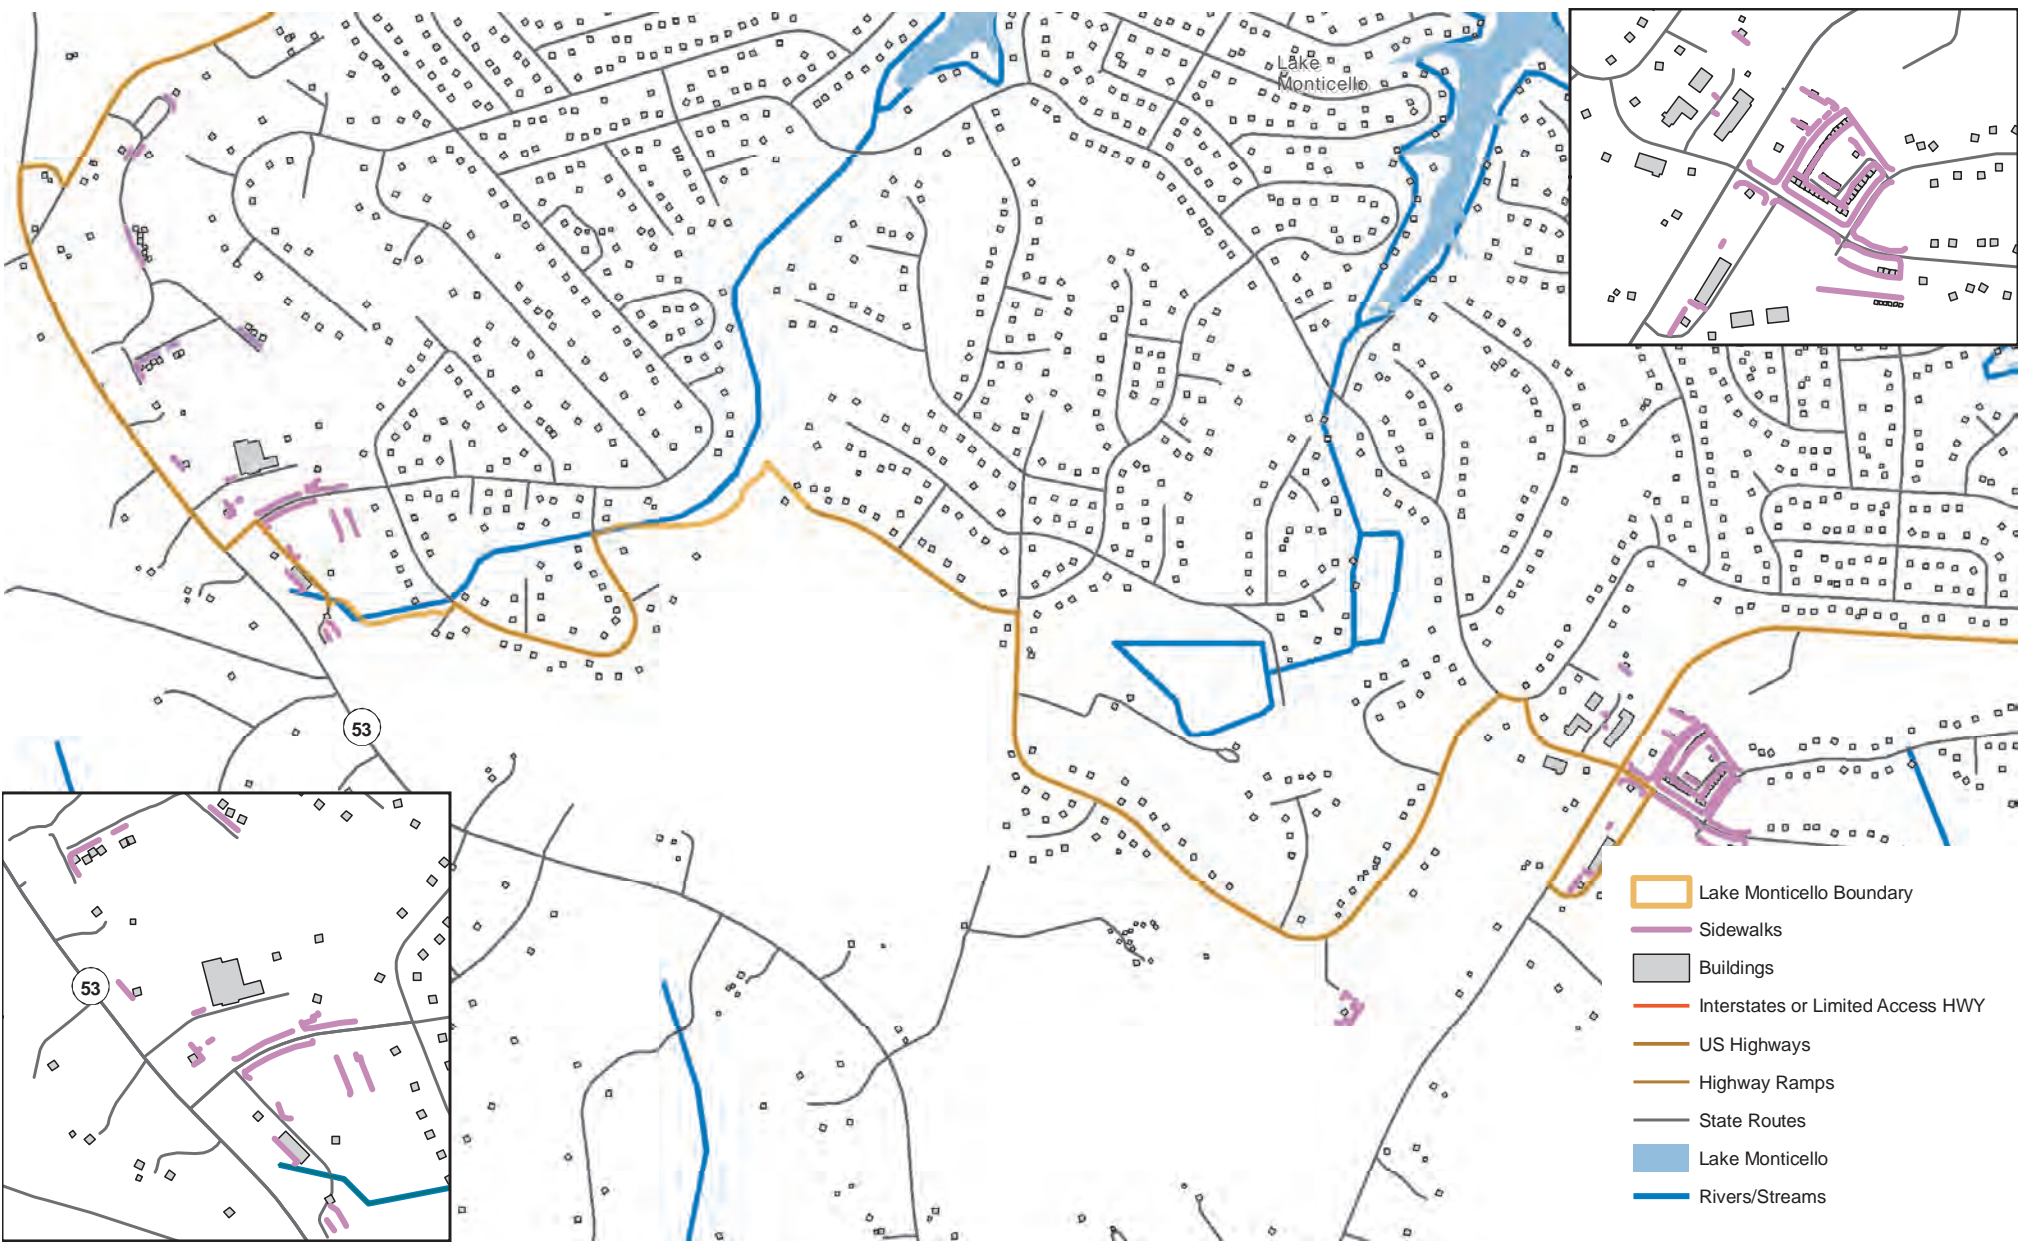 Lake
Monticello
53
53
Lake Monticello Boundary
Sidewalks
Buildings
Interstates or Limited Access HWY
US Highways
Highway Ramps
State Routes
Lake Monticello
Rivers/Streams